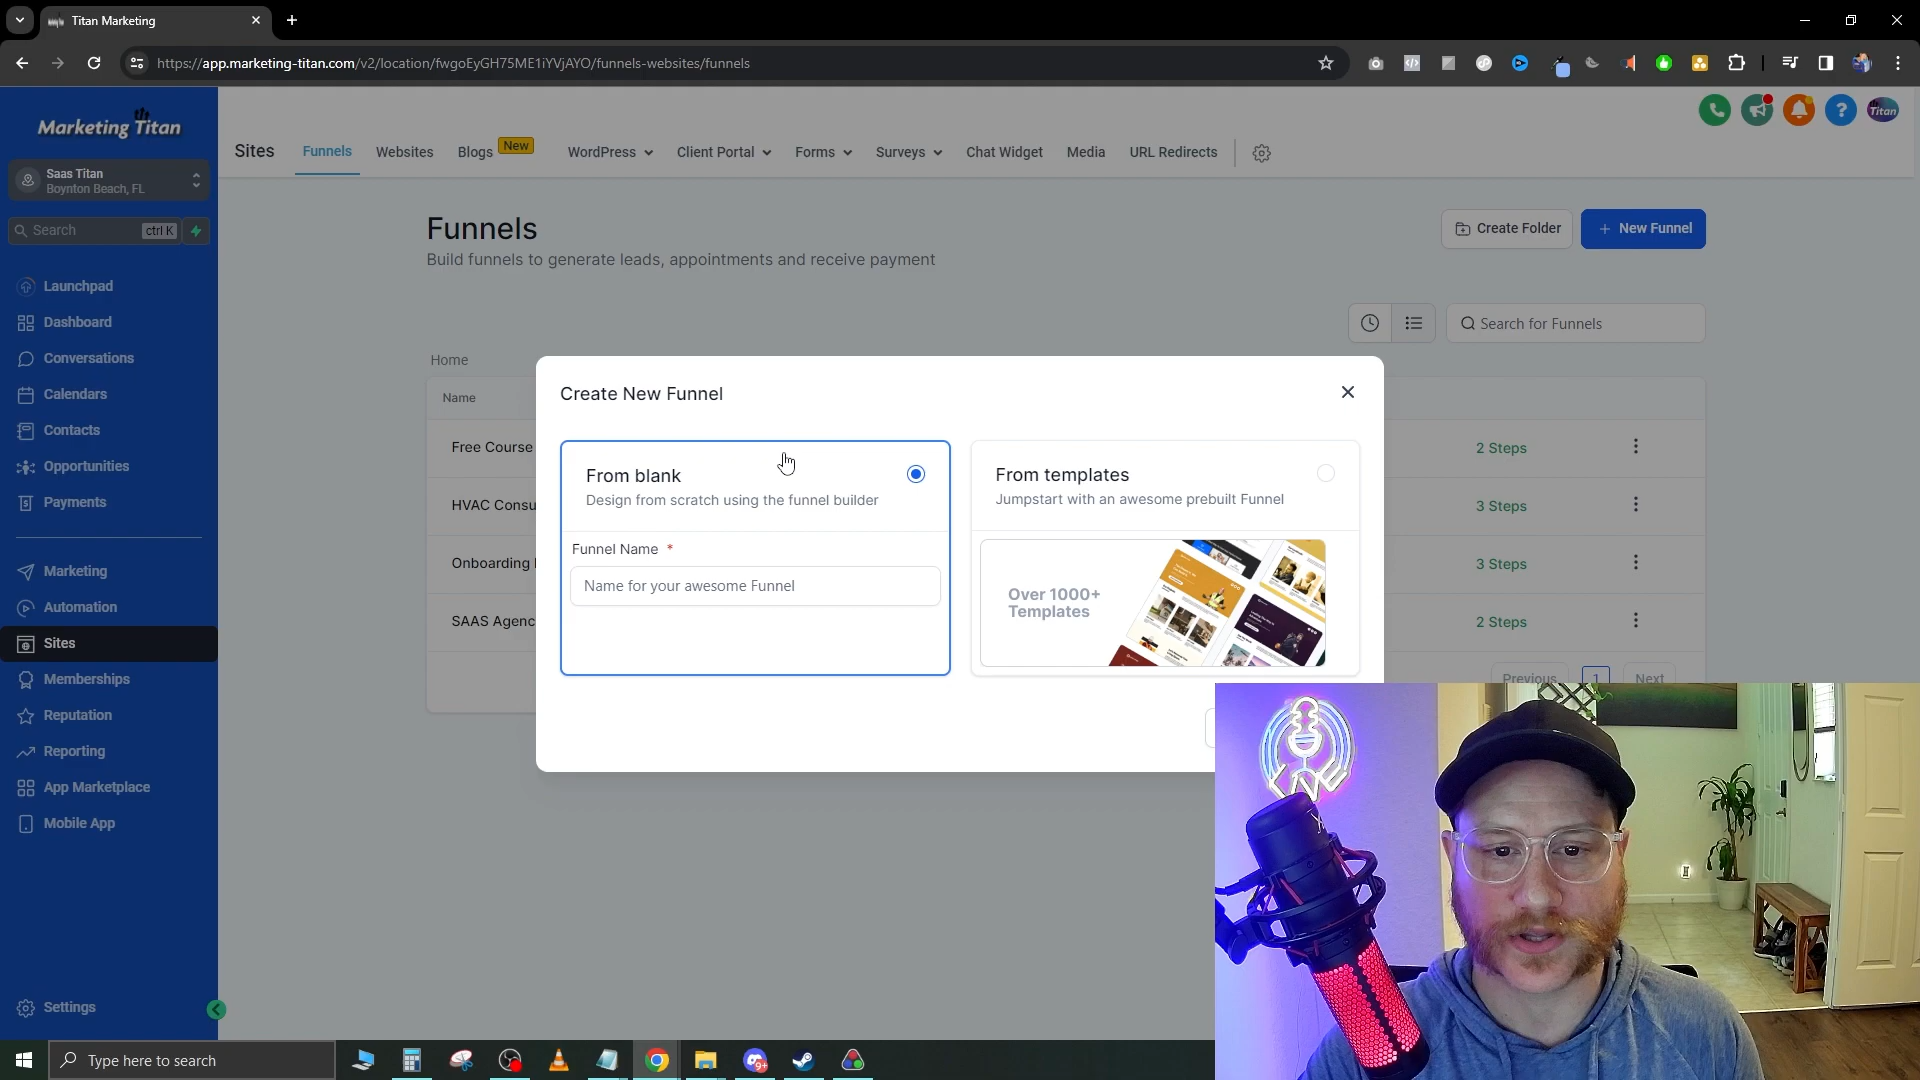 Titan Marketing
https://app.marketing-titan.com/v2/location/fwgoEyGH75ME1iYVjAYO/funnels-websites/funnels
Marketing Titan
Saas Titan
Boynton Beach, FL
Search ctrl K
Launchpad
Dashboard
Conversations
Calendars
Contacts
Opportunities
Payments
Marketing
Automation
Sites
Memberships
Reputation
Reporting
App Marketplace
Mobile App
Settings
Titan
Sites Funnels Websites Blogs New WordPress Client Portal Forms Surveys Chat Widget Media URL Redirects
Funnels
Build funnels to generate leads, appointments and receive payment
Create Folder
+ New Funnel
Search for Funnels
Home
Name
Free Course 2 Steps
HVAC Consu 3 Steps
Onboarding 3 Steps
SAAS Agenc 2 Steps
Previous 1 Next
Create New Funnel
From blank
Design from scratch using the funnel builder
Funnel Name *
Name for your awesome Funnel
From templates
Jumpstart with an awesome prebuilt Funnel
Over 1000+
Templates
Type here to search
9+